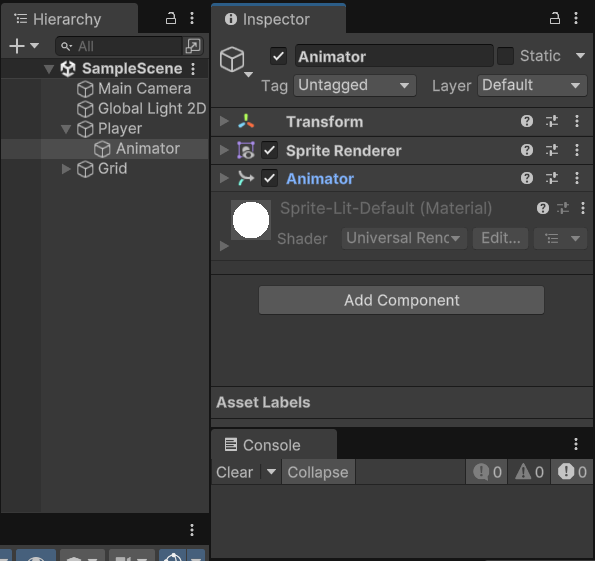 Hierarchy
All
SampleScene
Main Camera
Global Light 2D
Player
Animator
Grid
Inspector
Animator
Static
Tag Untagged Layer Default
Transform
Sprite Renderer
Animator
Sprite-Lit-Default (Material)
Shader Universal Renc Edit...
Add Component
Asset Labels
Console
Clear Collapse 0 0 0